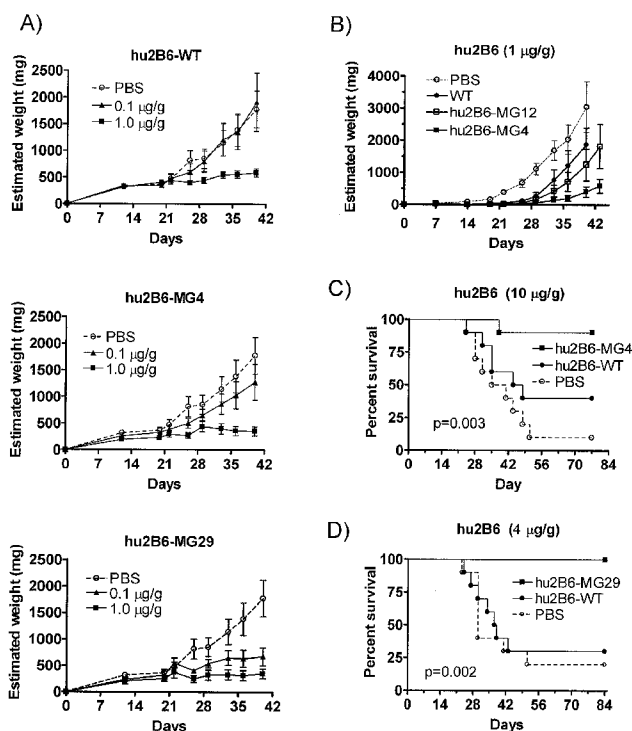 A)
hu2B6-WT
Estimated weight (mg)
2500
2000
1500
1000
500
0
PBS
0.1 µg/g
1.0 µg/g
0 7 14 21 28 35 42
Days
hu2B6-MG4
Estimated weight (mg)
2500
2000
1500
1000
500
0
PBS
0.1 µg/g
1.0 µg/g
0 7 14 21 28 35 42
Days
hu2B6-MG29
Estimated weight (mg)
2500
2000
1500
1000
500
0
PBS
0.1 µg/g
1.0 µg/g
0 7 14 21 28 35 42
Days
B)
hu2B6 (1 µg/g)
Estimated weight (mg)
4000
3000
2000
1000
0
PBS
WT
hu2B6-MG12
hu2B6-MG4
0 7 14 21 28 35 42
Days
C)
hu2B6 (10 µg/g)
Percent survival
100
75
50
25
0
hu2B6-MG4
hu2B6-WT
PBS
p=0.003
0 14 28 42 56 70 84
Day
D)
hu2B6 (4 µg/g)
Percent survival
100
75
50
25
0
hu2B6-MG29
hu2B6-WT
PBS
p=0.002
0 14 28 42 56 70 84
Days